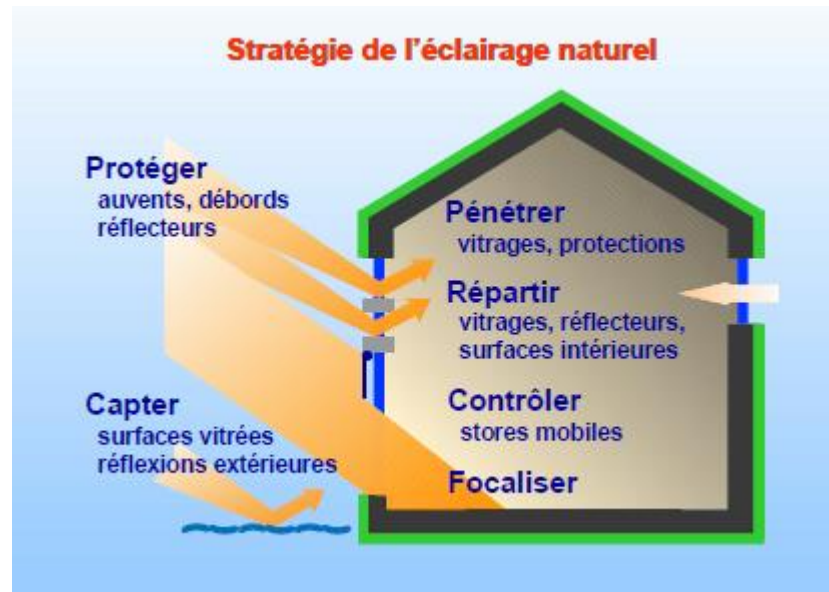 Stratégie de l'éclairage naturel
Protéger
auvents, débords
réflecteurs
Capter
surfaces vitrées
réflexions extérieures
Pénétrer
vitrages, protections
Répartir
vitrages, réflecteurs,
surfaces intérieures
Contrôler
stores mobiles
Focaliser